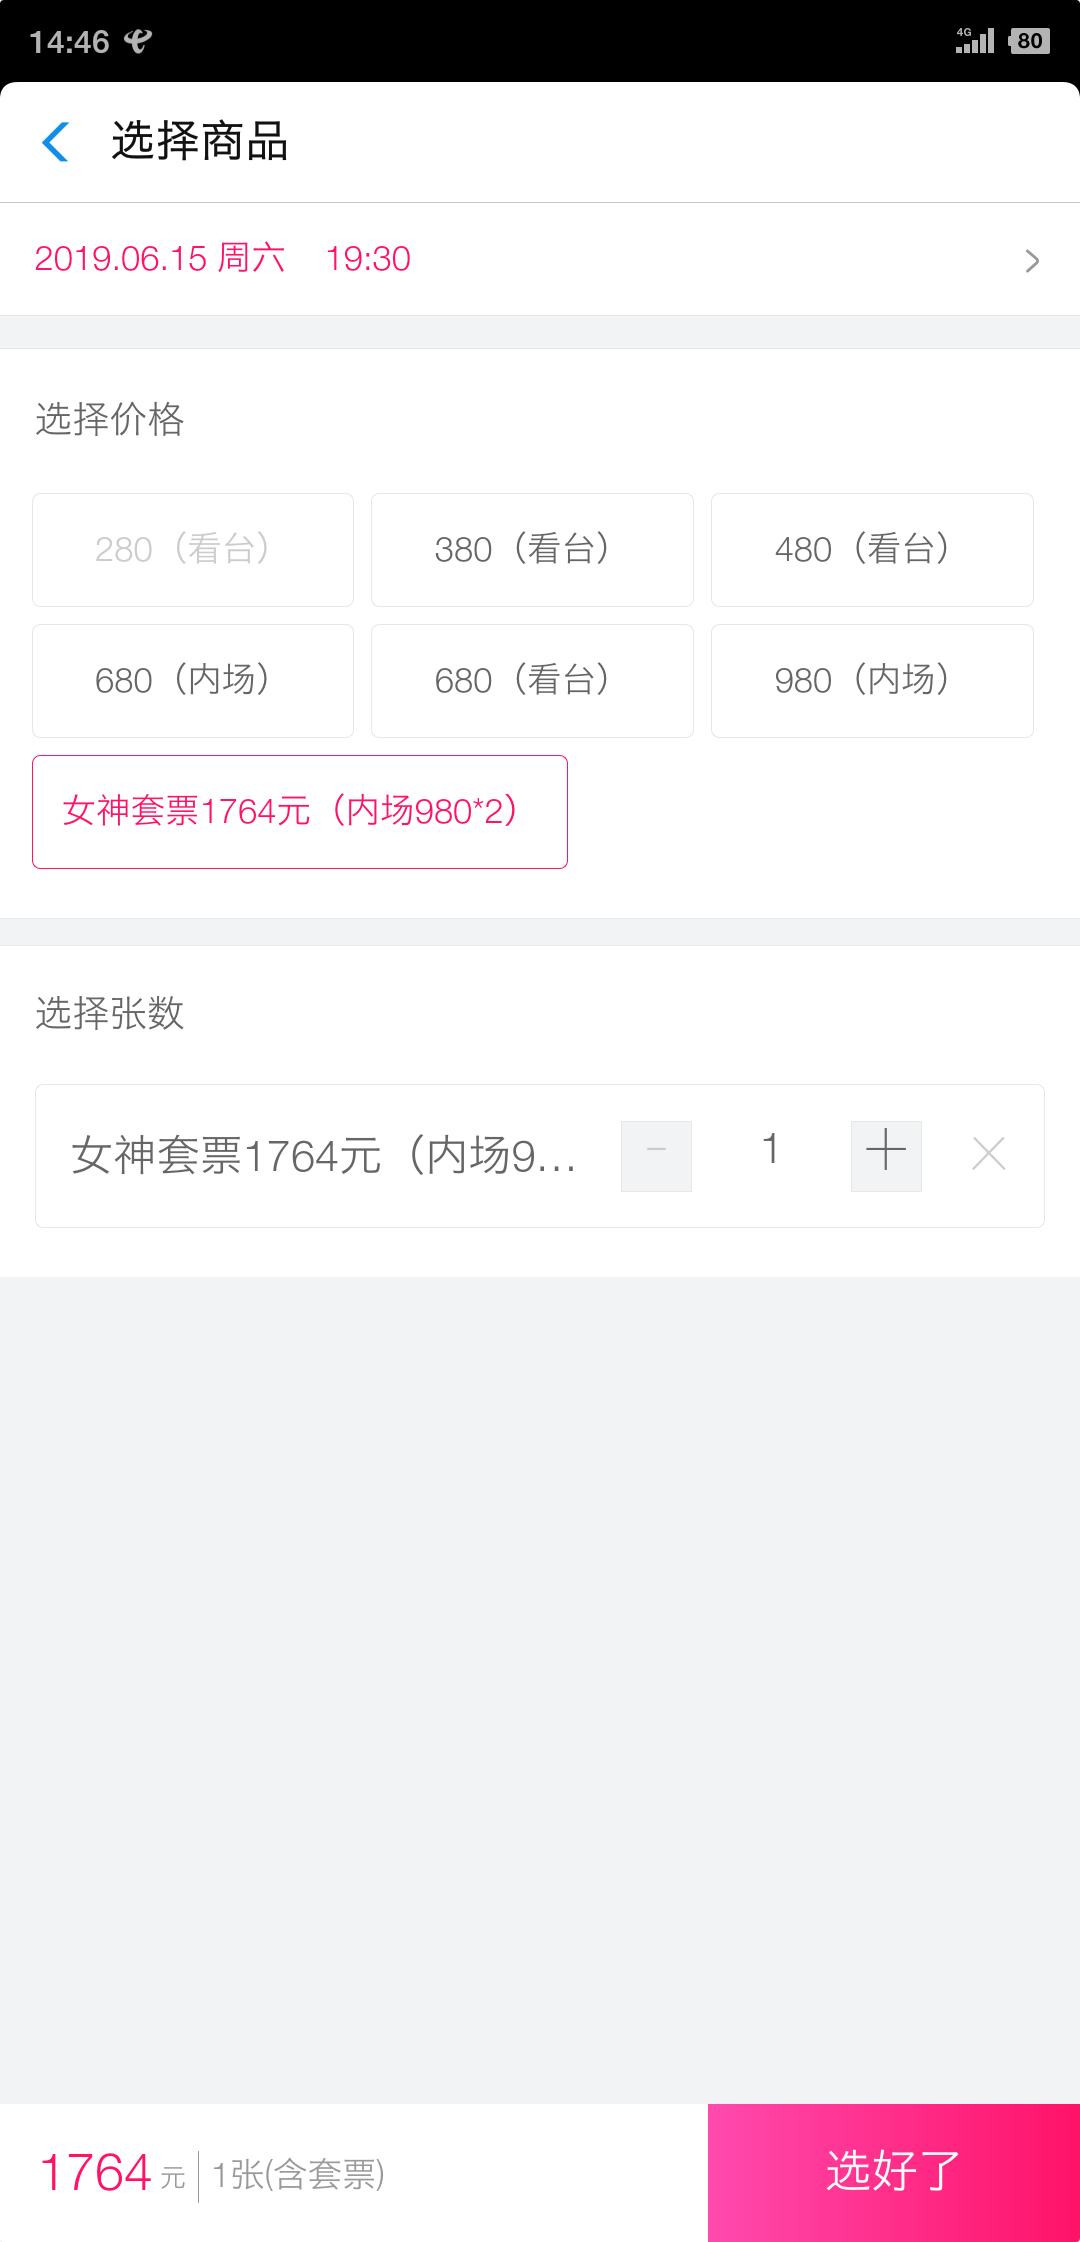 14:46 4G 80
选择商品
2019.06.15 周六 19:30
选择价格
280（看台） 380（看台） 480（看台）
680（内场） 680（看台） 980（内场）
女神套票1764元（内场980*2）
选择张数
女神套票1764元（内场9... － 1 ＋ ×
1764 元 1张(含套票) 选好了